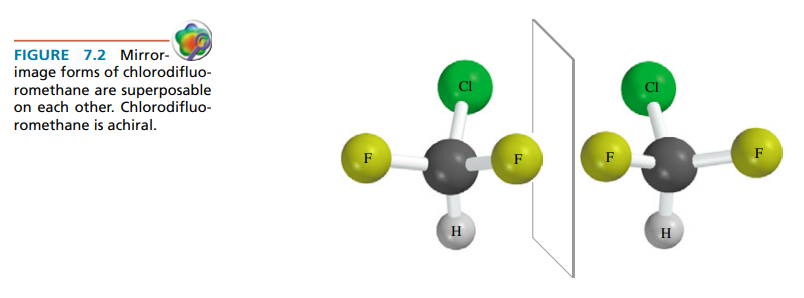 FIGURE 7.2 Mirror-
image forms of chlorodifluo-
romethane are superposable
on each other. Chlorodifluo-
romethane is achiral.
Cl
F
F
H
Cl
F
F
H